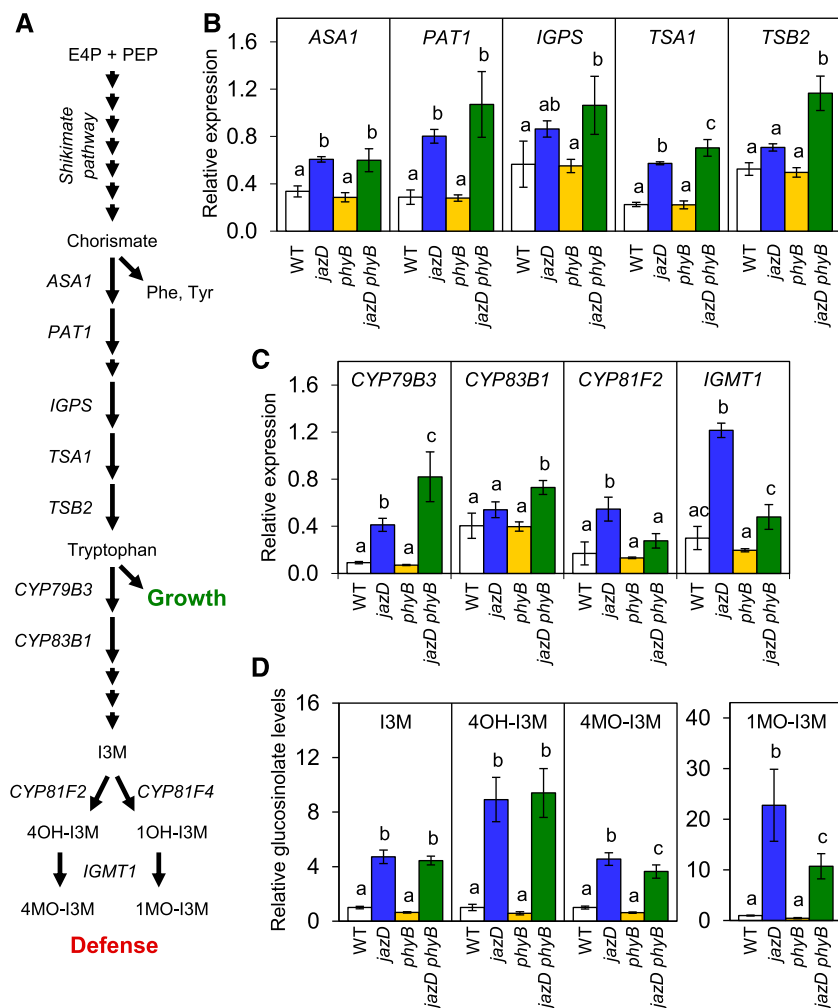 A
E4P + PEP
Shikimate
pathway
Chorismate
ASA1
Phe, Tyr
PAT1
IGPS
TSA1
TSB2
Tryptophan
CYP79B3
Growth
CYP83B1
I3M
CYP81F2 CYP81F4
4OH-I3M 1OH-I3M
IGMT1
4MO-I3M 1MO-I3M
Defense
B
Relative expression
1.6
1.2
0.8
0.4
0.0
ASA1 PAT1 IGPS TSA1 TSB2
a b a b
a b a b
a ab a b
a b a c
a a a b
WT jazD phyB jazD phyB
WT jazD phyB jazD phyB
WT jazD phyB jazD phyB
WT jazD phyB jazD phyB
WT jazD phyB jazD phyB
C
Relative expression
1.6
1.2
0.8
0.4
0.0
CYP79B3 CYP83B1 CYP81F2 IGMT1
a b a c
a a a b
a b a a
ac b a c
WT jazD phyB jazD phyB
WT jazD phyB jazD phyB
WT jazD phyB jazD phyB
WT jazD phyB jazD phyB
D
Relative glucosinolate levels
16
12
8
4
0
I3M 4OH-I3M 4MO-I3M
a b a b
a b a b
a b a c
WT jazD phyB jazD phyB
WT jazD phyB jazD phyB
WT jazD phyB jazD phyB
40
30
20
10
0
1MO-I3M
a b a c
WT jazD phyB jazD phyB